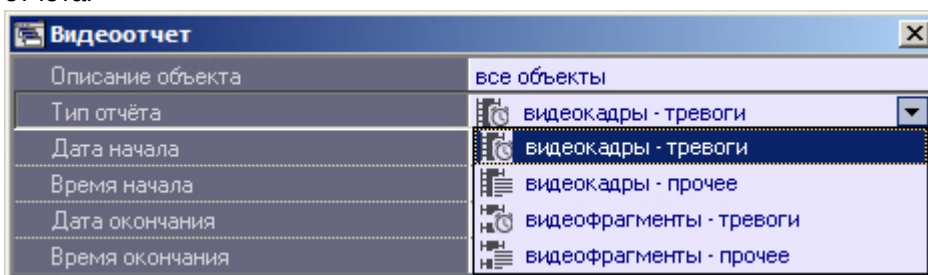 Видеоотчет
Описание объекта все объекты
Тип отчёта видеокадры - тревоги
Дата начала видеокадры - тревоги
Время начала видеокадры - прочее
Дата окончания видеофрагменты - тревоги
Время окончания видеофрагменты - прочее